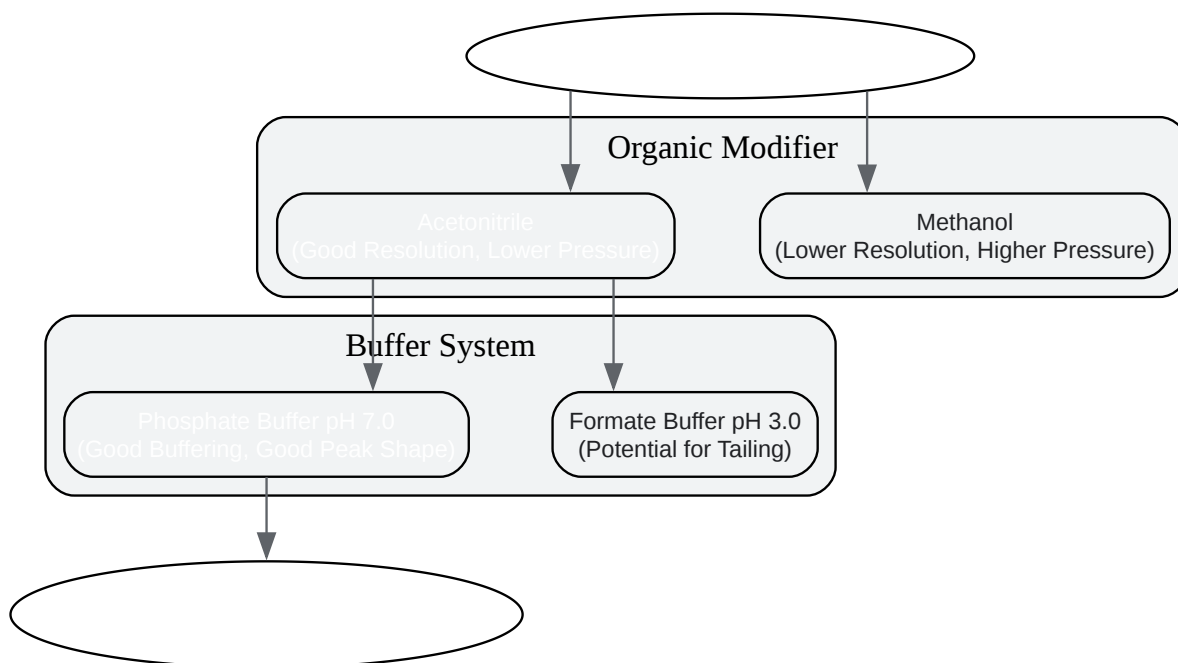 Organic Modifier
Acetonitrile
(Good Resolution, Lower Pressure)
Methanol
(Lower Resolution, Higher Pressure)
Buffer System
Phosphate Buffer pH 7.0
(Good Buffering, Good Peak Shape)
Formate Buffer pH 3.0
(Potential for Tailing)